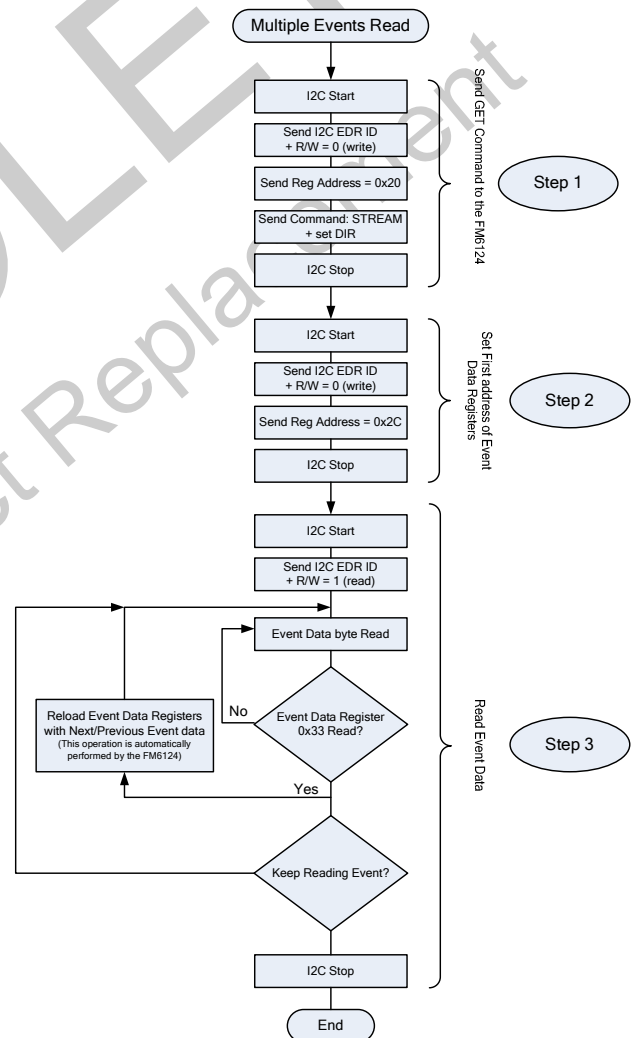 Multiple Events Read
I2C Start
Send I2C EDR ID
+ R/W = 0 (write)
Send Reg Address = 0x20
Send Command: STREAM
+ set DIR
I2C Stop
Send GET Command to the FM6124
Step 1
I2C Start
Send I2C EDR ID
+ R/W = 0 (write)
Send Reg Address = 0x2C
I2C Stop
Set First address of Event
Data Registers
Step 2
I2C Start
Send I2C EDR ID
+ R/W = 1 (read)
Event Data byte Read
Event Data Register
0x33 Read?
No
Reload Event Data Registers
with Next/Previous Event data
(This operation is automatically
performed by the FM6124)
Yes
Keep Reading Event?
I2C Stop
Read Event Data
Step 3
End
Replacement